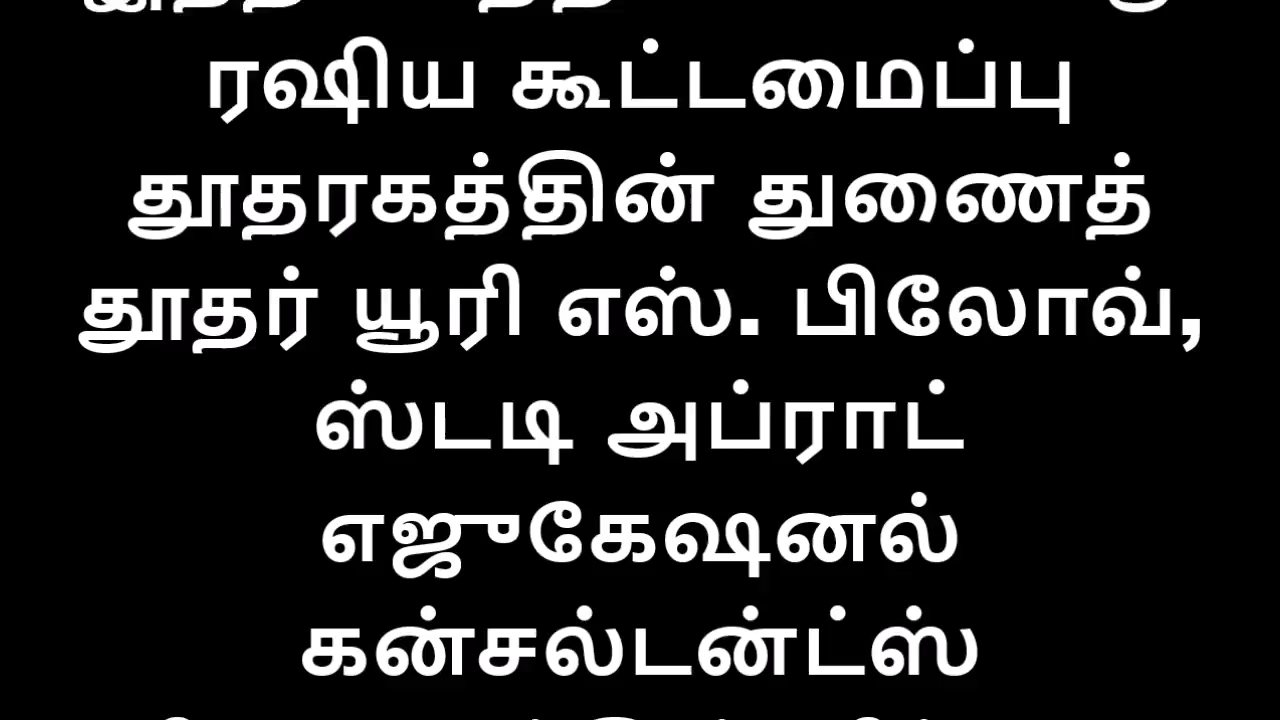 ரஷிய கூட்டமைப்பு
தூதரகத்தின் துணைத்
தூதர் யூரி எஸ். பிலோவ்,
ஸ்டடி அப்ராட்
எஜுகேஷனல்
கன்சல்டன்ட்ஸ்